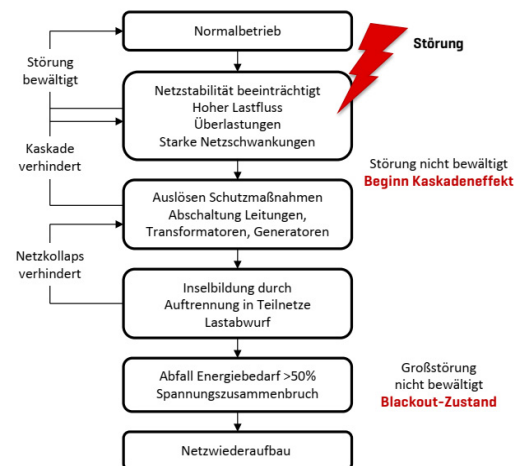 Normalbetrieb
Störung
Störung
bewältigt
Netzstabilität beeinträchtigt
Hoher Lastfluss
Überlastungen
Starke Netzschwankungen
Kaskade
verhindert
Störung nicht bewältigt
Beginn Kaskadeneffekt
Auslösen Schutzmaßnahmen
Abschaltung Leitungen,
Transformatoren, Generatoren
Netzkollaps
verhindert
Inselbildung durch
Auftrennung in Teilnetze
Lastabwurf
Abfall Energiebedarf >50%
Spannungszusammenbruch
Großstörung
nicht bewältigt
Blackout-Zustand
Netzwiederaufbau